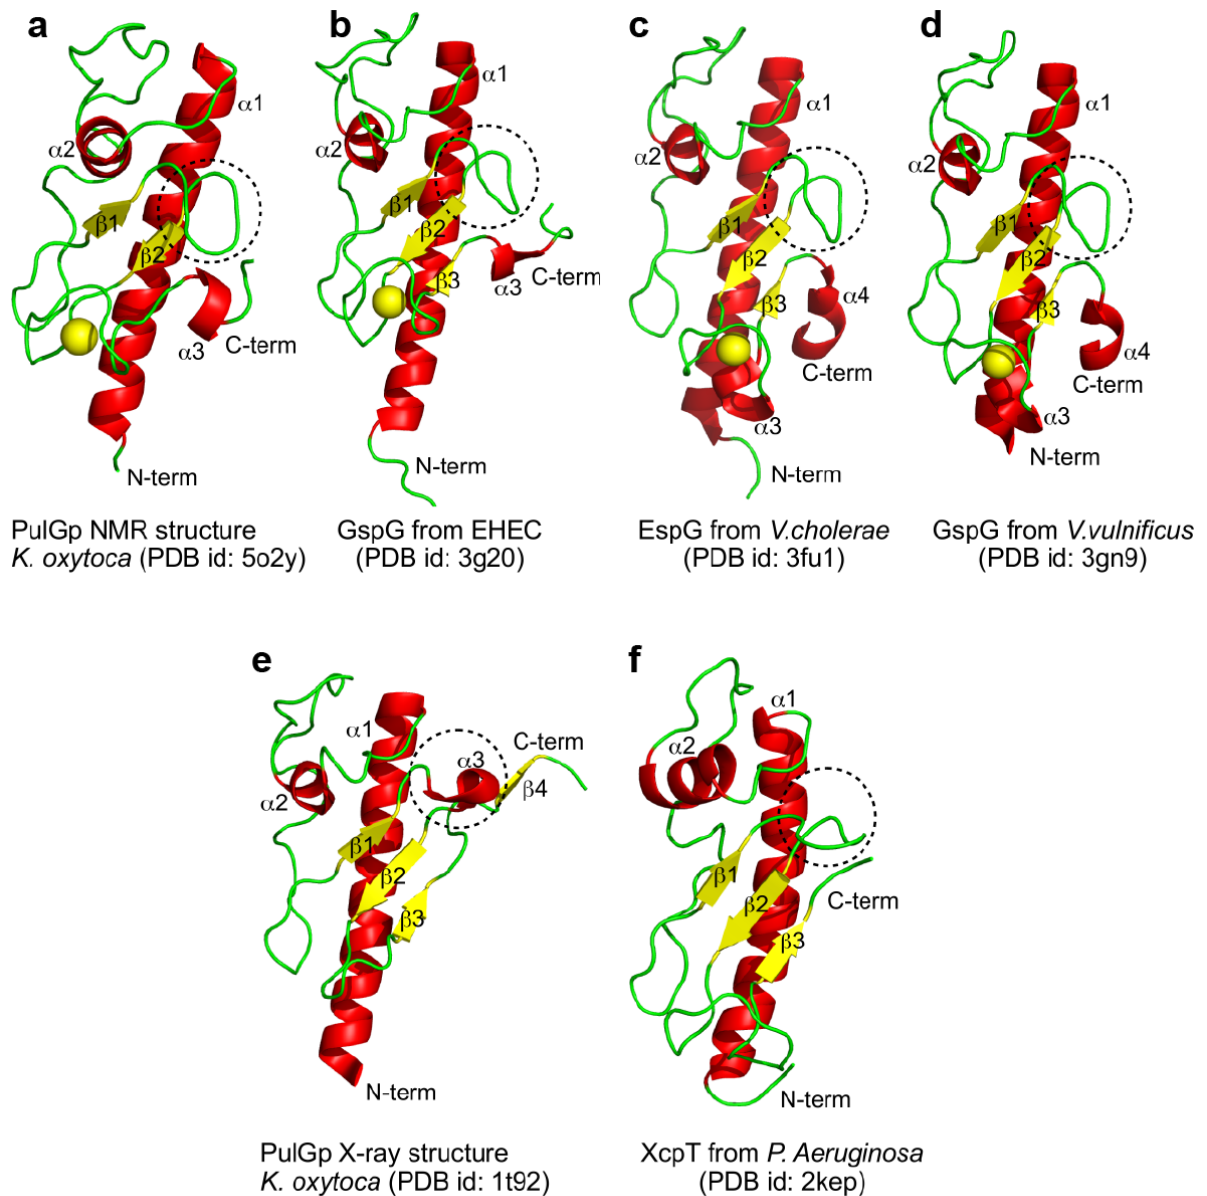 a
α1
α2
β1
β2
α3
C-term
N-term
PulGp NMR structure
K. oxytoca (PDB id: 5o2y)
b
α1
α2
β1
β2
β3
α3
C-term
N-term
GspG from EHEC
(PDB id: 3g20)
c
α1
α2
β1
β2
β3
α4
C-term
α3
N-term
EspG from V.cholerae
(PDB id: 3fu1)
d
α1
α2
β1
β2
β3
α4
C-term
α3
N-term
GspG from V.vulnificus
(PDB id: 3gn9)
e
α1
C-term
α3
β4
α2
β1
β2
β3
N-term
PulGp X-ray structure
K. oxytoca (PDB id: 1t92)
f
α1
α2
β1
β2
C-term
β3
N-term
XcpT from P. Aeruginosa
(PDB id: 2kep)